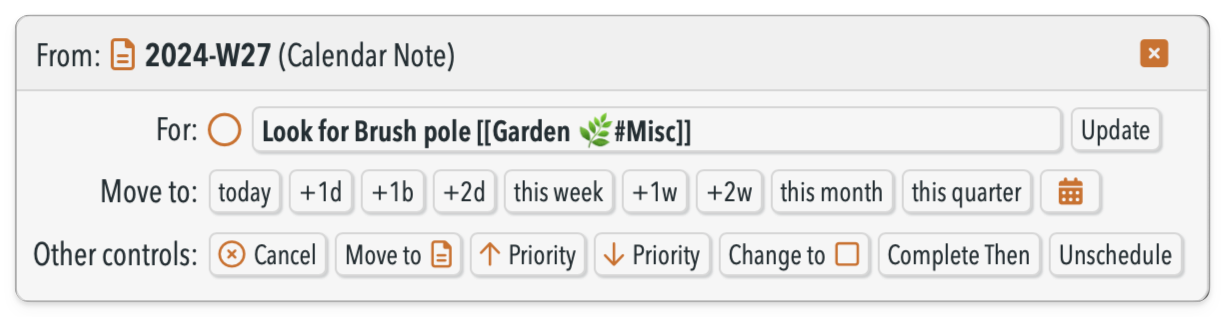 From: 2024-W27 (Calendar Note)
For: Look for Brush pole [[Garden 🌿#Misc]] Update
Move to: today +1d +1b +2d this week +1w +2w this month this quarter
Other controls: Cancel Move to ↑ Priority ↓ Priority Change to Complete Then Unschedule